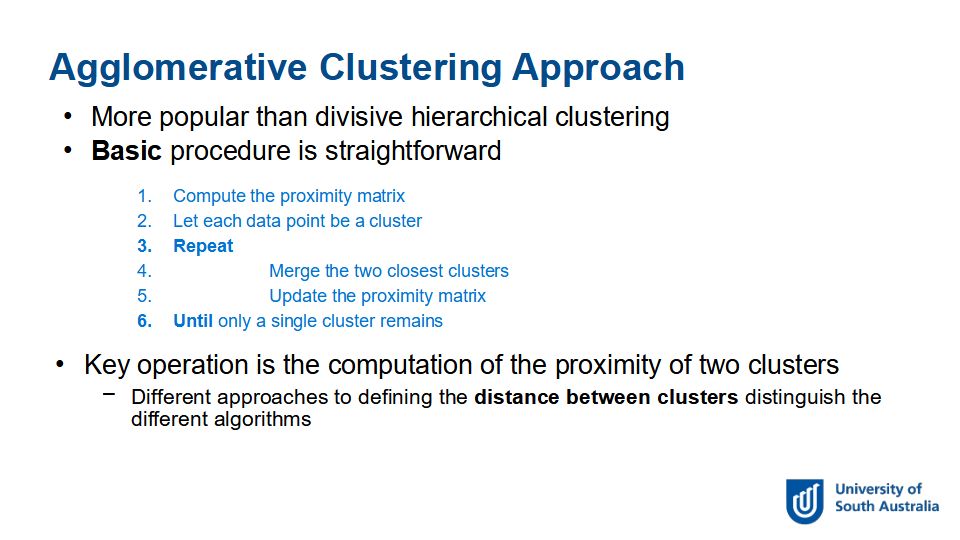 Agglomerative Clustering Approach
• More popular than divisive hierarchical clustering
• Basic procedure is straightforward
1. Compute the proximity matrix
2. Let each data point be a cluster
3. Repeat
4. Merge the two closest clusters
5. Update the proximity matrix
6. Until only a single cluster remains
• Key operation is the computation of the proximity of two clusters
– Different approaches to defining the distance between clusters distinguish the
different algorithms
University of
South Australia